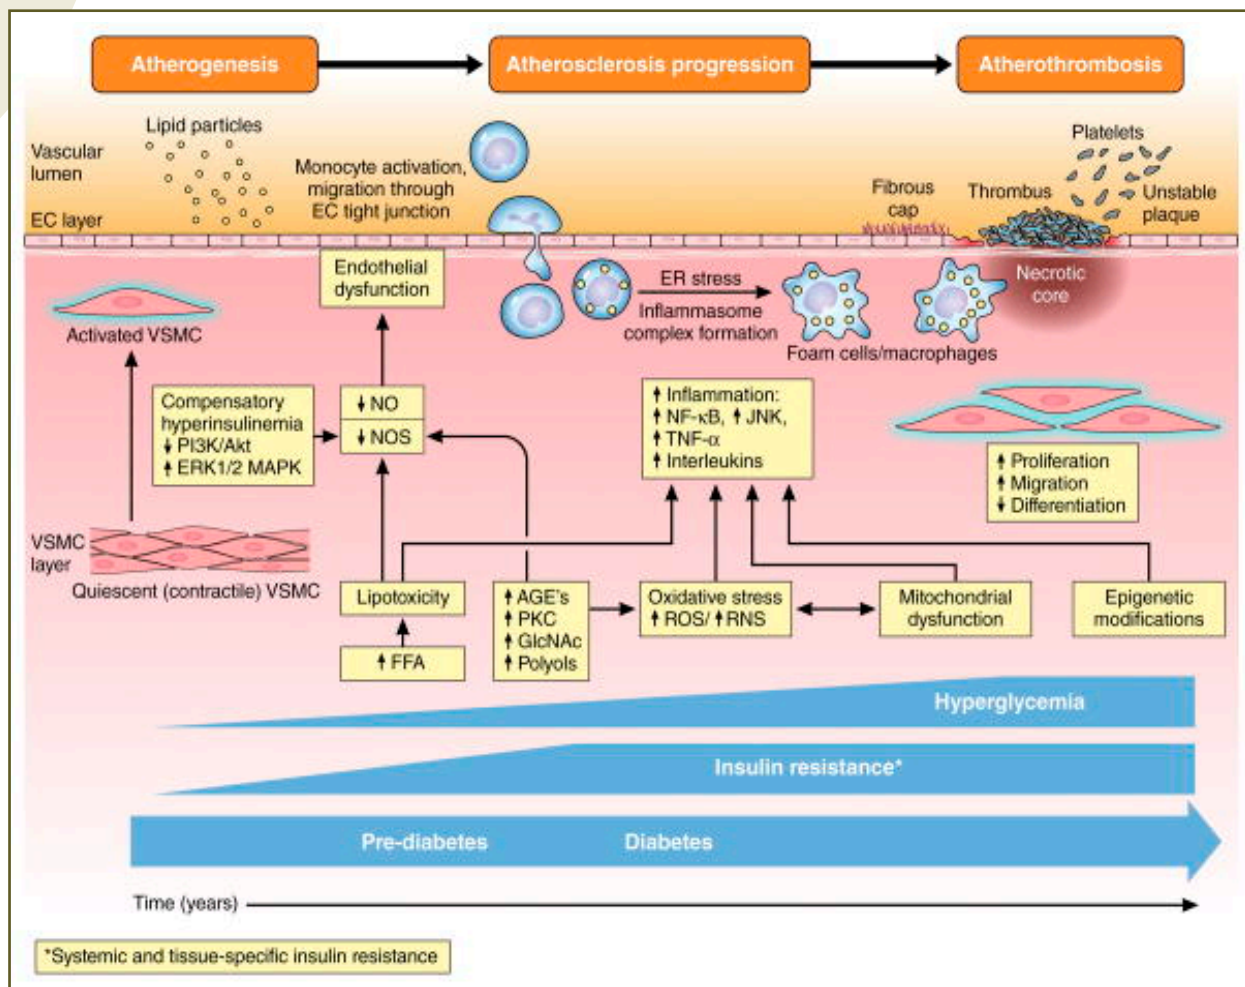 Atherogenesis
Atherosclerosis progression
Atherothrombosis
Lipid particles
Vascular
lumen
EC layer
Monocyte activation,
migration through
EC tight junction
Platelets
Fibrous
cap
Thrombus
Unstable
plaque
Endothelial
dysfunction
ER stress
Inflammasome
complex formation
Necrotic
core
Activated VSMC
Foam cells/macrophages
Compensatory
hyperinsulinemia
↓ PI3K/Akt
↑ ERK1/2 MAPK
↓ NO
↓ NOS
↑ Inflammation:
↑ NF-κB, ↑ JNK,
↑ TNF-α
↑ Interleukins
↑ Proliferation
↑ Migration
↓ Differentiation
VSMC
layer
Quiescent (contractile) VSMC
Lipotoxicity
↑ FFA
↑ AGE's
↑ PKC
↑ GlcNAc
↑ Polyols
Oxidative stress
↑ ROS/ ↑ RNS
Mitochondrial
dysfunction
Epigenetic
modifications
Hyperglycemia
Insulin resistance*
Pre-diabetes
Diabetes
Time (years)
*Systemic and tissue-specific insulin resistance